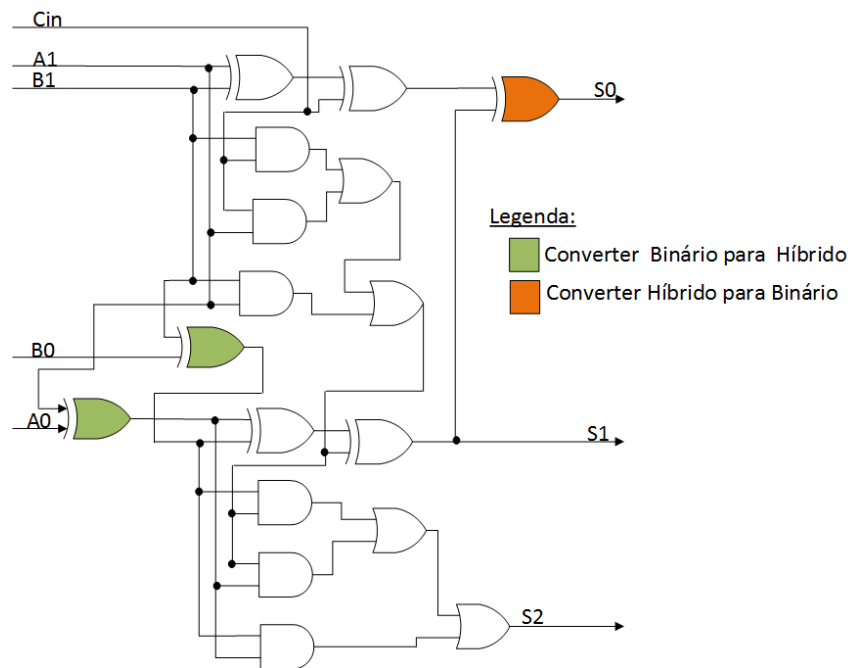 Cin
A1
B1
S0
Legenda:
Converter Binário para Híbrido
Converter Híbrido para Binário
B0
A0
S1
S2